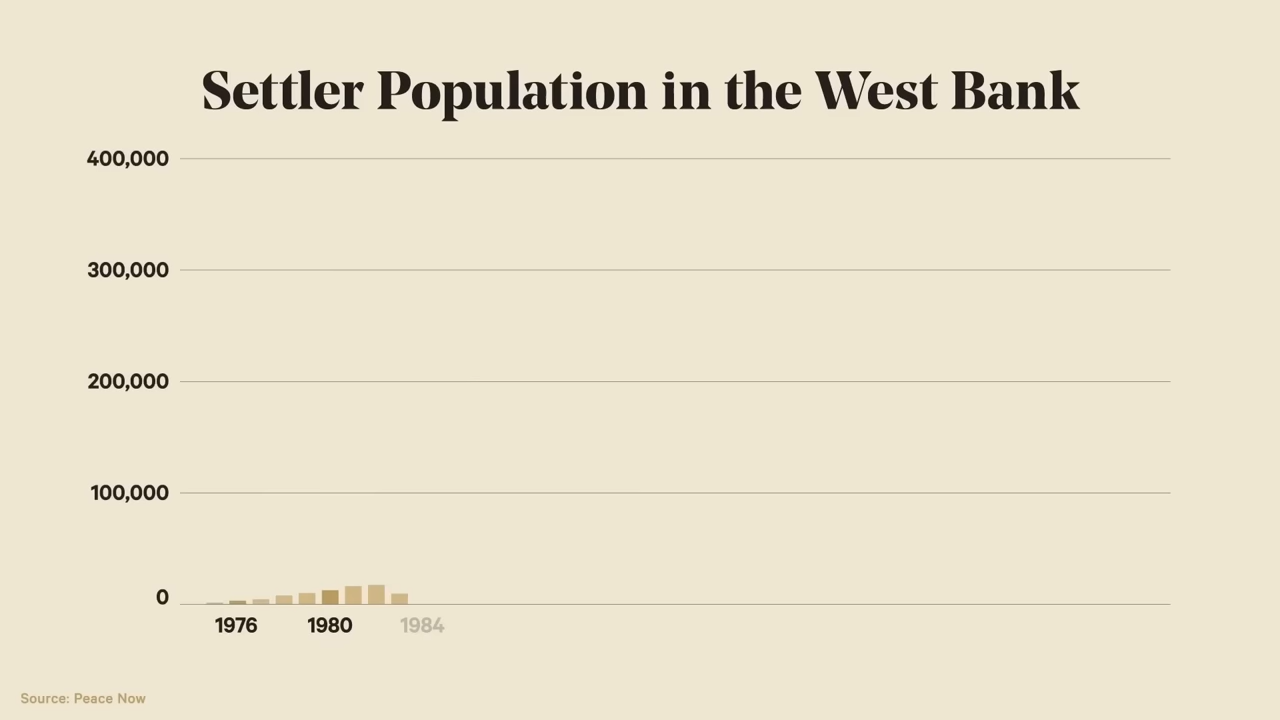 Settler Population in the West Bank
400,000
300,000
200,000
100,000
0
1976 1980 1984
Source: Peace Now